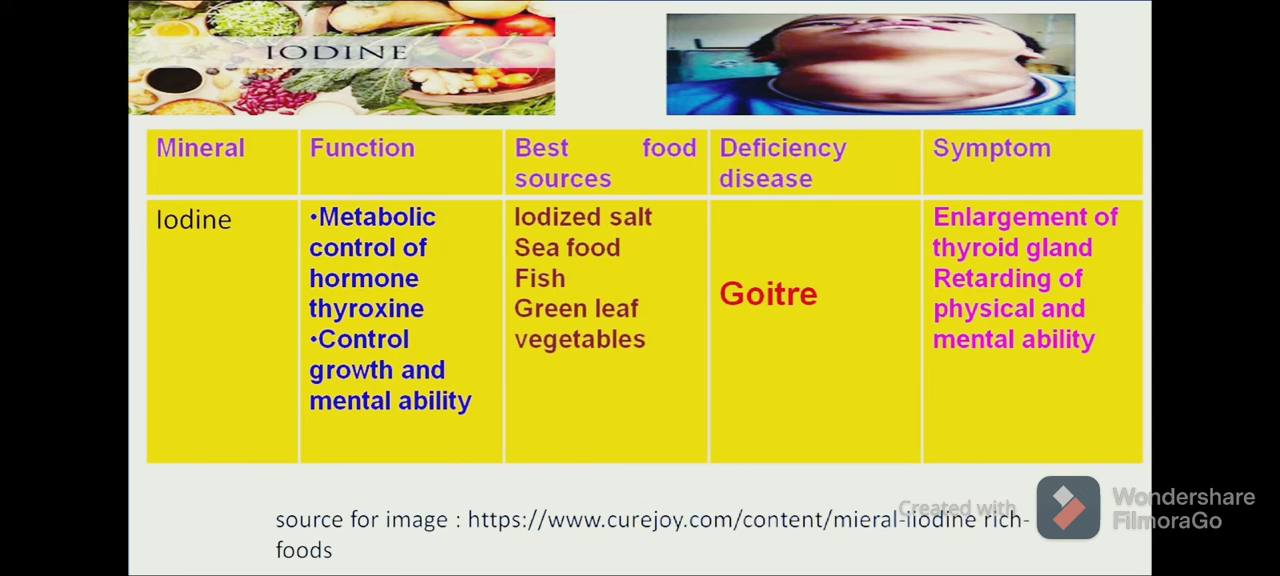 IODINE
Mineral
Function
Best food
sources
Deficiency
disease
Symptom
Iodine
•Metabolic
control of
hormone
thyroxine
•Control
growth and
mental ability
Iodized salt
Sea food
Fish
Green leaf
vegetables
Goitre
Enlargement of
thyroid gland
Retarding of
physical and
mental ability
source for image : https://www.curejoy.com/content/mieral-iiodine rich-
foods
Created with
Wondershare
FilmoraGo